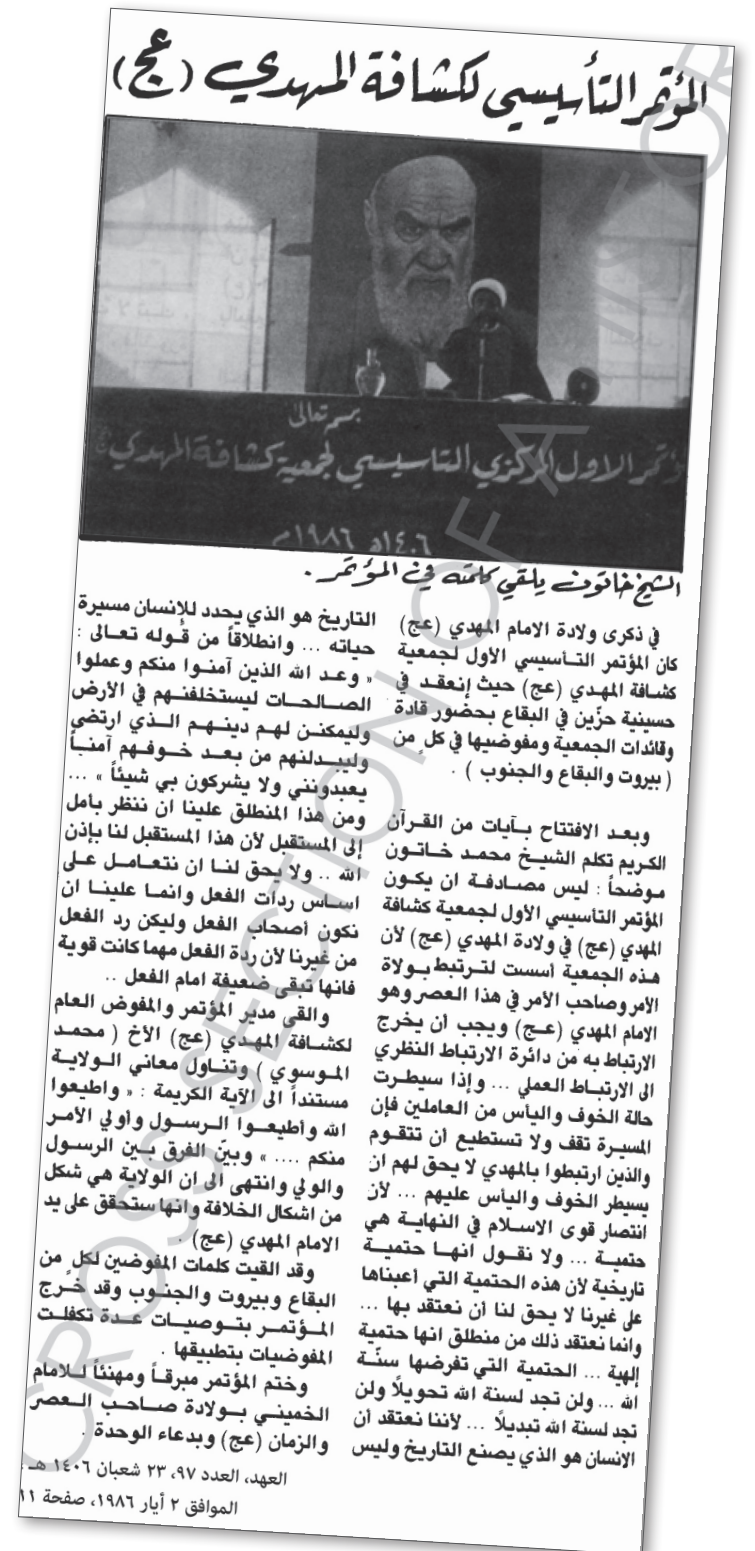 المؤتمر التأسيسي لكشافة المهدي (عج)
بسمه تعالى
المؤتمر الاول المركزي التأسيسي لجمعية كشافة المهدي
١٤٠٦هـ ١٩٨٦م
الشيخ خاتون يلقي كلمته في المؤتمر .
في ذكرى ولادة الامام المهدي (عج)
كان المؤتمر التأسيسي الأول لجمعية
كشافة المهدي (عج) حيث إنعقد في
حسينية حزّين في البقاع بحضور قادة
وقائدات الجمعية ومفوضيها في كل من
( بيروت والبقاع والجنوب ) .
وبعد الافتتاح بآيات من القرآن
الكريم تكلم الشيخ محمد خاتون
موضحاً : ليس مصادفة ان يكون
المؤتمر التأسيسي الأول لجمعية كشافة
المهدي (عج) في ولادة المهدي (عج) لأن
هذه الجمعية أسست لترتبط بولاة
الأمر وصاحب الأمر في هذا العصر وهو
الامام المهدي (عج) ويجب أن يخرج
الارتباط به من دائرة الارتباط النظري
الى الارتباط العملي ... وإذا سيطرت
حالة الخوف واليأس من العاملين فإن
المسيرة تقف ولا تستطيع أن تتقوم
والذين ارتبطوا بالمهدي لا يحق لهم ان
يسيطر الخوف واليأس عليهم ... لأن
انتصار قوى الاسلام في النهاية هي
حتمية ... ولا نقول انها حتمية
تاريخية لأن هذه الحتمية التي أعبناها
على غيرنا لا يحق لنا أن نعتقد بها ...
وانما نعتقد ذلك من منطلق انها حتمية
إلهية ... الحتمية التي تفرضها سنّة
الله ... ولن تجد لسنة الله تحويلاً ولن
تجد لسنة الله تبديلاً ... لأننا نعتقد أن
الانسان هو الذي يصنع التاريخ وليس
التاريخ هو الذي يحدد للإنسان مسيرة
حياته ... وانطلاقاً من قوله تعالى :
« وعد الله الذين آمنوا منكم وعملوا
الصالحات ليستخلفنهم في الأرض
وليمكنن لهم دينهم الذي ارتضى
وليبدلنهم من بعد خوفهم آمنباً
يعبدونني ولا يشركون بي شيئاً » ...
ومن هذا المنطلق علينا ان ننظر بأمل
إلى المستقبل لأن هذا المستقبل لنا بإذن
الله .. ولا يحق لنا ان نتعامل على
اساس ردات الفعل وانما علينا ان
نكون أصحاب الفعل وليكن رد الفعل
من غيرنا لأن ردة الفعل مهما كانت قوية
فانها تبقى ضعيفة امام الفعل ..
والقى مدير المؤتمر والمفوض العام
لكشافة المهدي (عج) الأخ ( محمد
الموسوي ) وتناول معاني الولاية
مستنداً الى الآية الكريمة : « واطيعوا
الله وأطيعوا الرسول وأولي الأمر
منكم .... » وبيّن الفرق بين الرسول
والولي وانتهى الى ان الولاية هي شكل
من اشكال الخلافة وانها ستحقق على يد
الامام المهدي (عج) .
وقد القيت كلمات المفوضين لكل من
البقاع وبيروت والجنوب وقد خرج
المؤتمر بتوصيات عدة تكفلت
المفوضيات بتطبيقها .
وختم المؤتمر مبرقاً ومهنئاً للامام
الخميني بولادة صاحب العصر
والزمان (عج) وبدعاء الوحدة .
العهد، العدد ٩٧، ٢٣ شعبان ١٤٠٦ هـ .
الموافق ٢ أيار ١٩٨٦، صفحة ١١
CROSS SECTION OF A